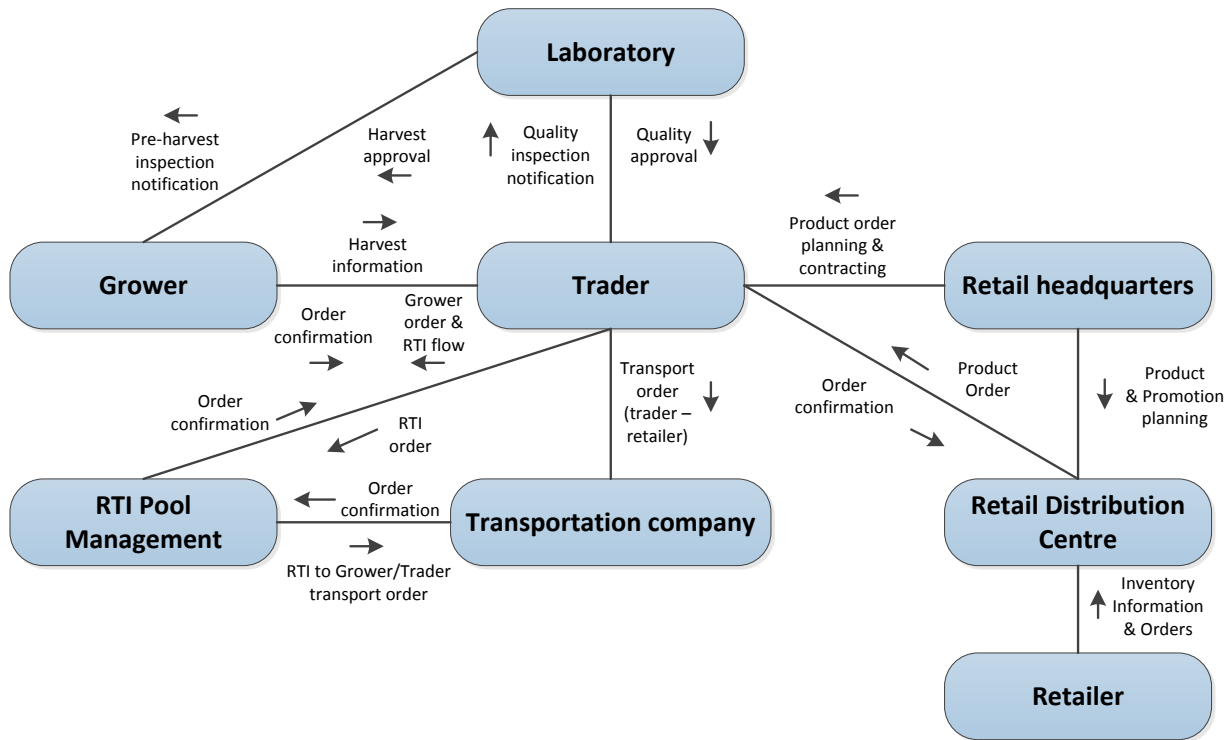 Laboratory
Pre-harvest
inspection
notification
Harvest
approval
Quality
inspection
notification
Quality
approval
Product order
planning &
contracting
Harvest
information
Grower
Trader
Retail headquarters
Order
confirmation
Grower
order &
RTI flow
Transport
order
(trader –
retailer)
Product
Order
Order
confirmation
Product
& Promotion
planning
Order
confirmation
RTI
order
RTI Pool
Management
Order
confirmation
Transportation company
Retail Distribution
Centre
RTI to Grower/Trader
transport order
Inventory
Information
& Orders
Retailer